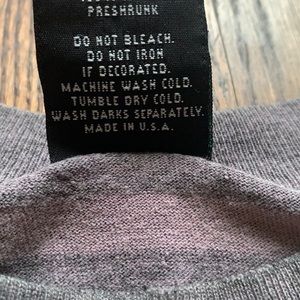 PRESHRUNK
DO NOT BLEACH.
DO NOT IRON
IF DECORATED.
MACHINE WASH COLD.
TUMBLE DRY COLD.
WASH DARKS SEPARATELY.
MADE IN U.S.A.